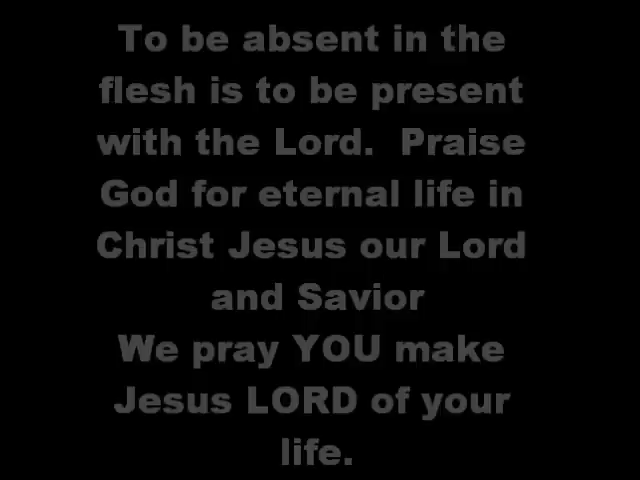 To be absent in the
flesh is to be present
with the Lord.  Praise
God for eternal life in
Christ Jesus our Lord
and Savior
We pray YOU make
Jesus LORD of your
life.